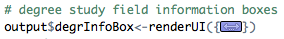 # degree study field information boxes
output$degrInfoBox<-renderUI({})